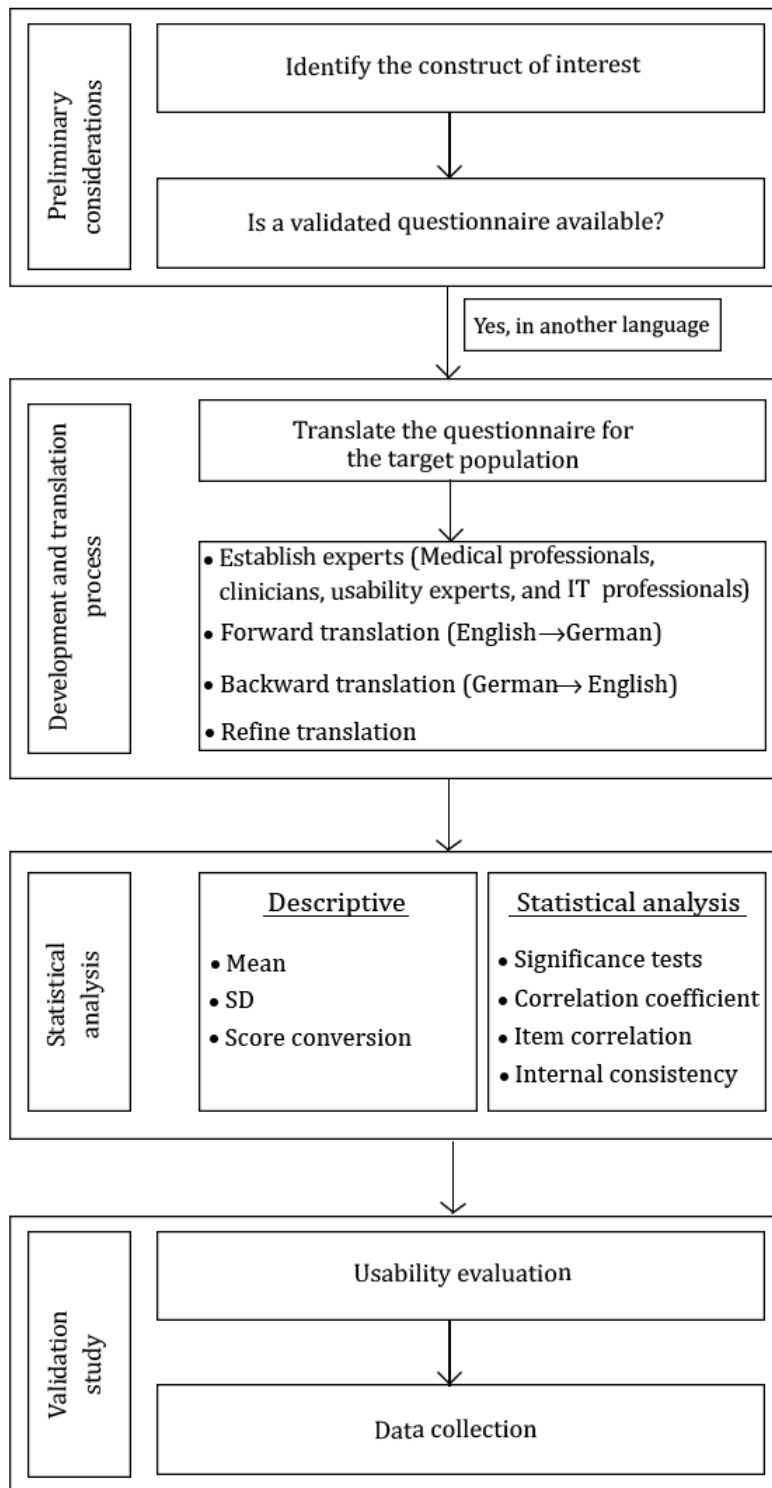 Preliminary
considerations
Identify the construct of interest
Is a validated questionnaire available?
Yes, in another language
Development and translation
process
Translate the questionnaire for
the target population
• Establish experts (Medical professionals,
clinicians, usability experts, and IT professionals)
• Forward translation (English→German)
• Backward translation (German→ English)
• Refine translation
Statistical
analysis
Descriptive
• Mean
• SD
• Score conversion
Statistical analysis
• Significance tests
• Correlation coefficient
• Item correlation
• Internal consistency
Validation
study
Usability evaluation
Data collection